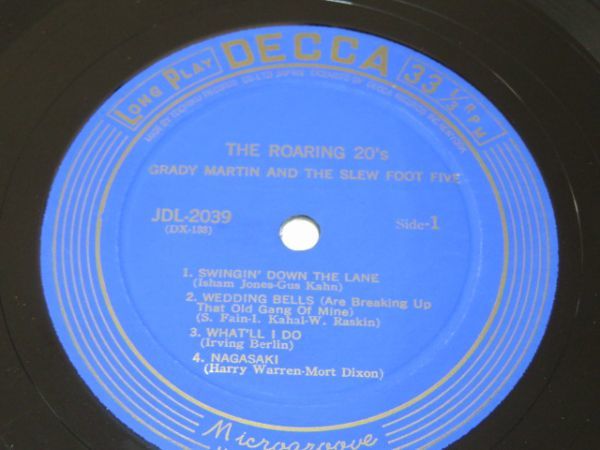 LONG PLAY DECCA 33 1/3 RPM
THE ROARING 20's
GRADY MARTIN AND THE SLEW FOOT FIVE
JDL-2039
(DX-188)
Side-1
1. SWINGIN' DOWN THE LANE
(Isham Jones-Gus Kahn)
2. WEDDING BELLS (Are Breaking Up
That Old Gang Of Mine)
(S. Fain-I. Kahal-W. Raskin)
3. WHAT'LL I DO
(Irving Berlin)
4. NAGASAKI
(Harry Warren-Mort Dixon)
Microgroove